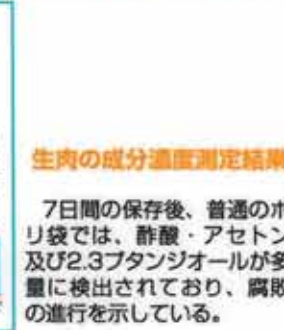 生肉の成分濃度測定結果
7日間の保存後、普通のポ
リ袋では、酢酸・アセトン
及び2.3ブタンジオールが多
量に検出されており、腐敗
の進行を示している。